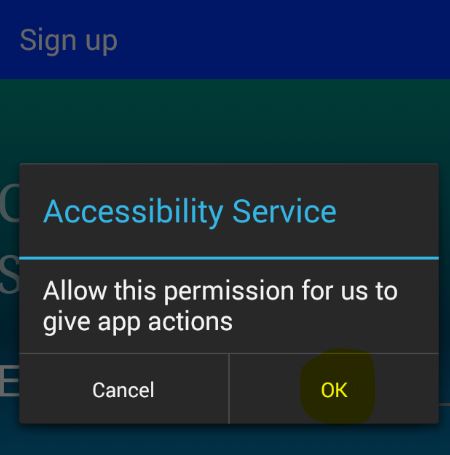 Sign up
Accessibility Service
Allow this permission for us to
give app actions
Cancel
OK